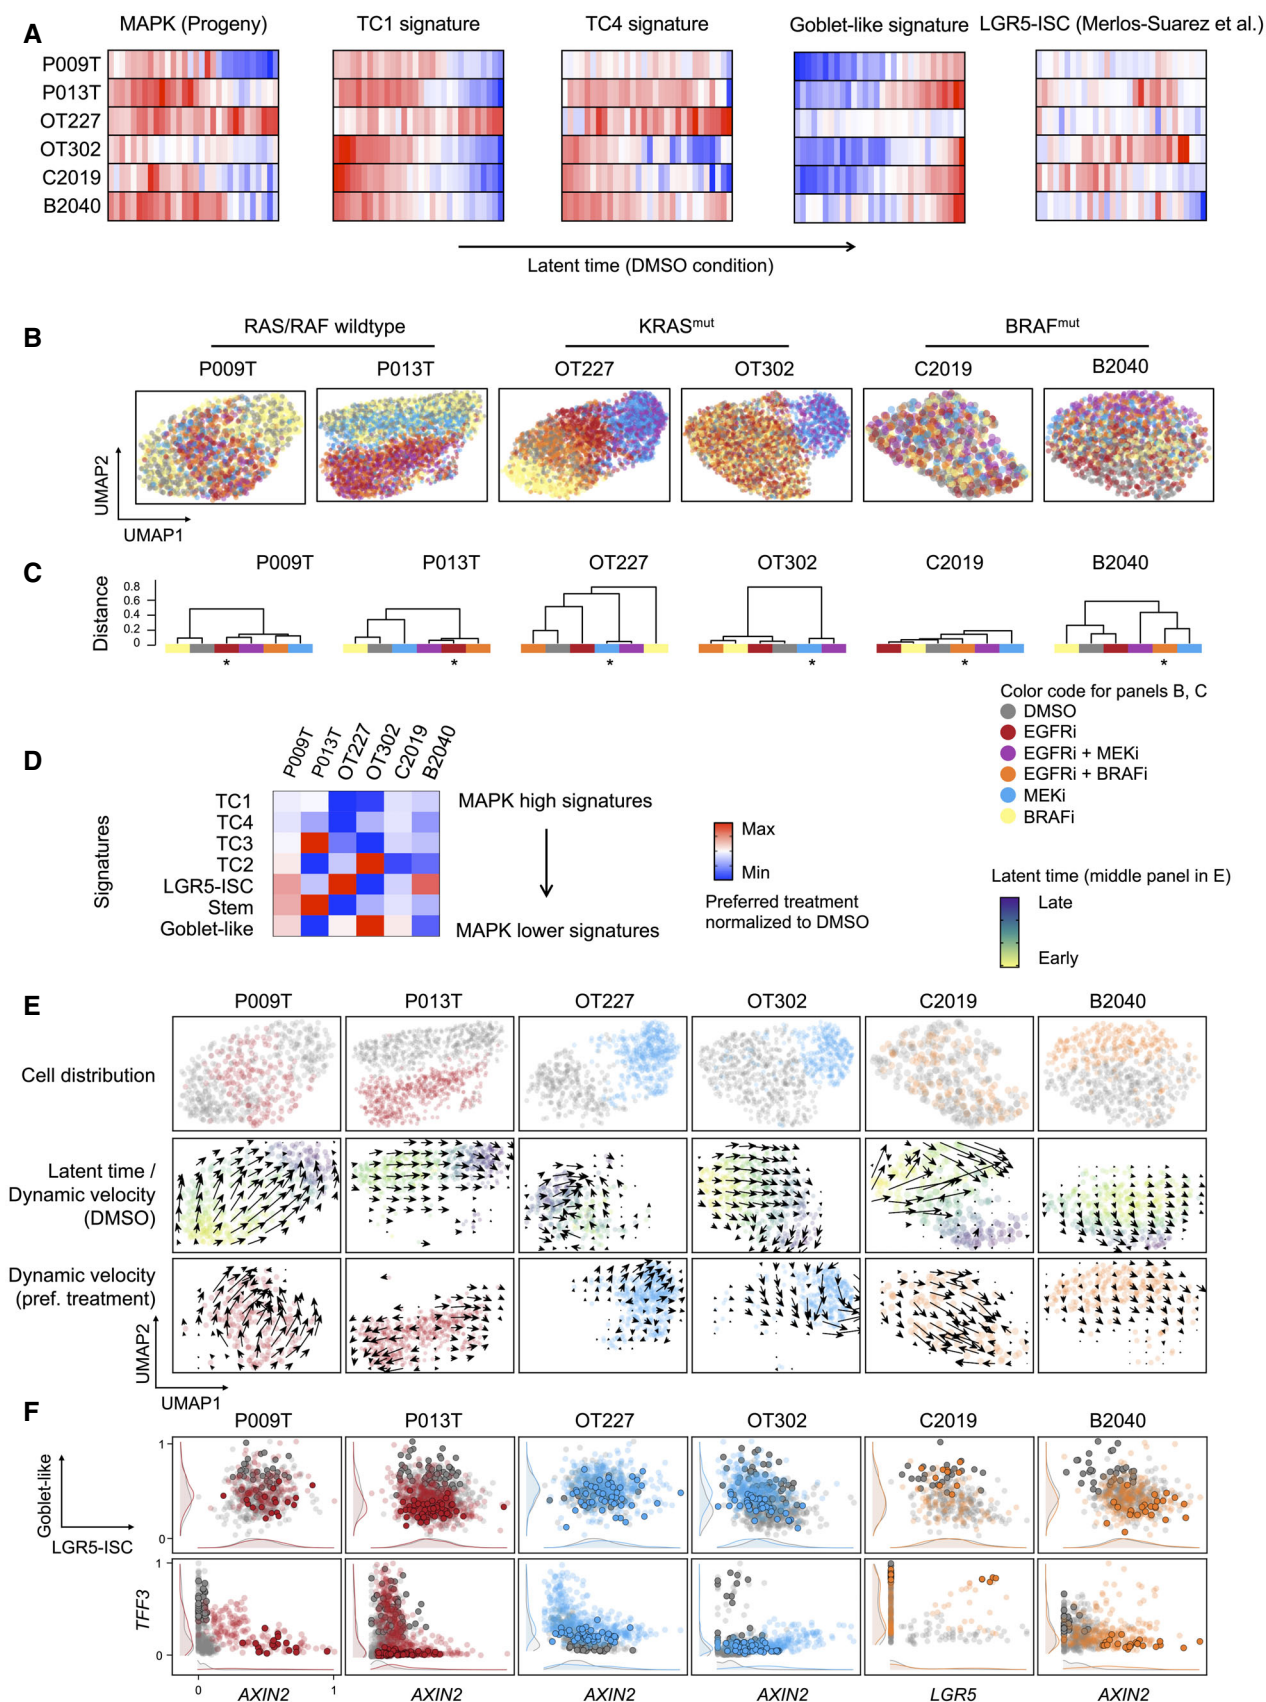 A
MAPK (Progeny)
TC1 signature
TC4 signature
Goblet-like signature
LGR5-ISC (Merlos-Suarez et al.)
P009T
P013T
OT227
OT302
C2019
B2040
Latent time (DMSO condition)
B
RAS/RAF wildtype
KRASmut
BRAFmut
P009T
P013T
OT227
OT302
C2019
B2040
UMAP2
UMAP1
C
P009T
P013T
OT227
OT302
C2019
B2040
Distance
0.8
0.6
0.4
0.2
0
* * * * * *
Color code for panels B, C
DMSO
EGFRi
EGFRi + MEKi
EGFRi + BRAFi
MEKi
BRAFi
D
P009T
P013T
OT227
OT302
C2019
B2040
Signatures
TC1
TC4
TC3
TC2
LGR5-ISC
Stem
Goblet-like
MAPK high signatures
MAPK lower signatures
Max
Min
Preferred treatment
normalized to DMSO
Latent time (middle panel in E)
Late
Early
E
P009T
P013T
OT227
OT302
C2019
B2040
Cell distribution
Latent time /
Dynamic velocity
(DMSO)
Dynamic velocity
(pref. treatment)
UMAP2
UMAP1
F
P009T
P013T
OT227
OT302
C2019
B2040
Goblet-like
LGR5-ISC
1
0
TFF3
1
0
0
1
AXIN2
AXIN2
AXIN2
AXIN2
LGR5
AXIN2